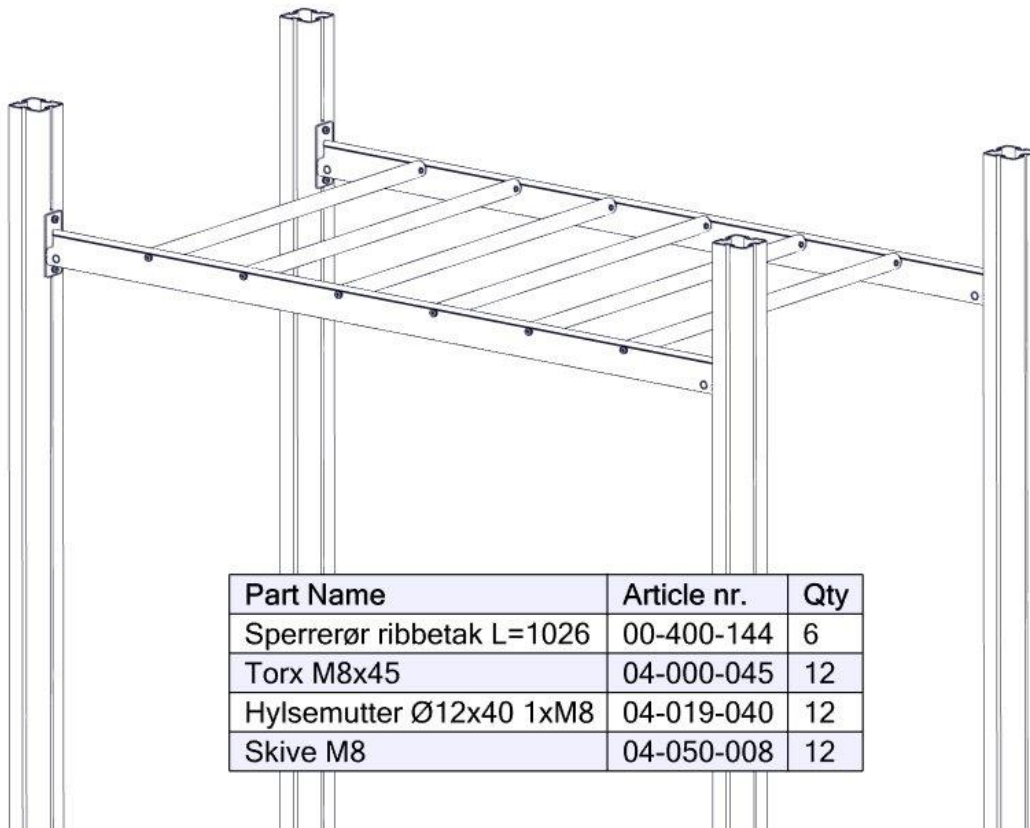 Part Name Article nr. Qty
Sperrerør ribbetak L=1026 00-400-144 6
Torx M8x45 04-000-045 12
Hylsemutter Ø12x40 1xM8 04-019-040 12
Skive M8 04-050-008 12